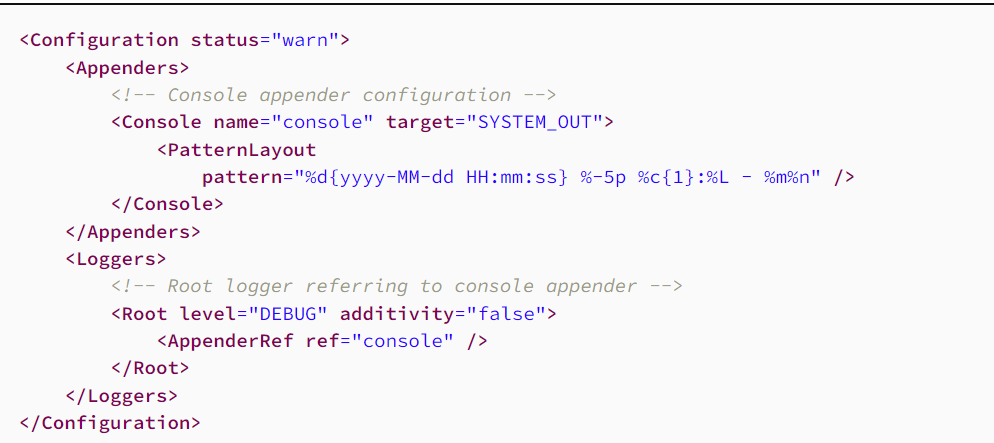 <Configuration status="warn">
    <Appenders>
        <!-- Console appender configuration -->
        <Console name="console" target="SYSTEM_OUT">
            <PatternLayout
                pattern="%d{yyyy-MM-dd HH:mm:ss} %-5p %c{1}:%L - %m%n" />
        </Console>
    </Appenders>
    <Loggers>
        <!-- Root logger referring to console appender -->
        <Root level="DEBUG" additivity="false">
            <AppenderRef ref="console" />
        </Root>
    </Loggers>
</Configuration>